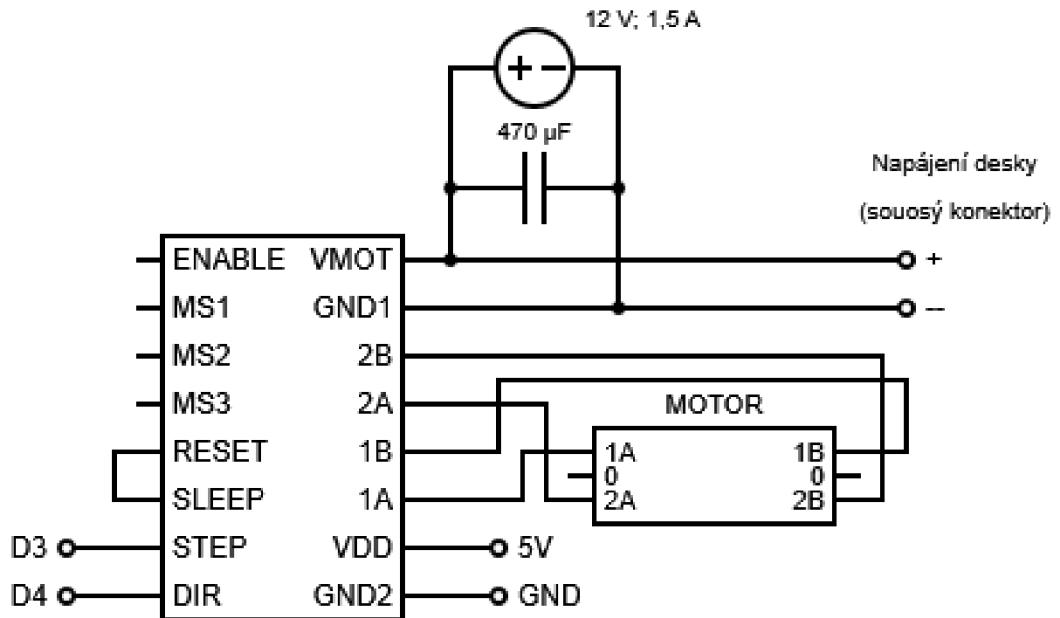 12 V; 1,5 A
470 µF
Napájení desky
(souosý konektor)
ENABLE VMOT
+
MS1 GND1
--
MS2 2B
MS3 2A
MOTOR
RESET 1B
1A 1B
0 0
SLEEP 1A
2A 2B
D3 STEP VDD 5V
D4 DIR GND2 GND